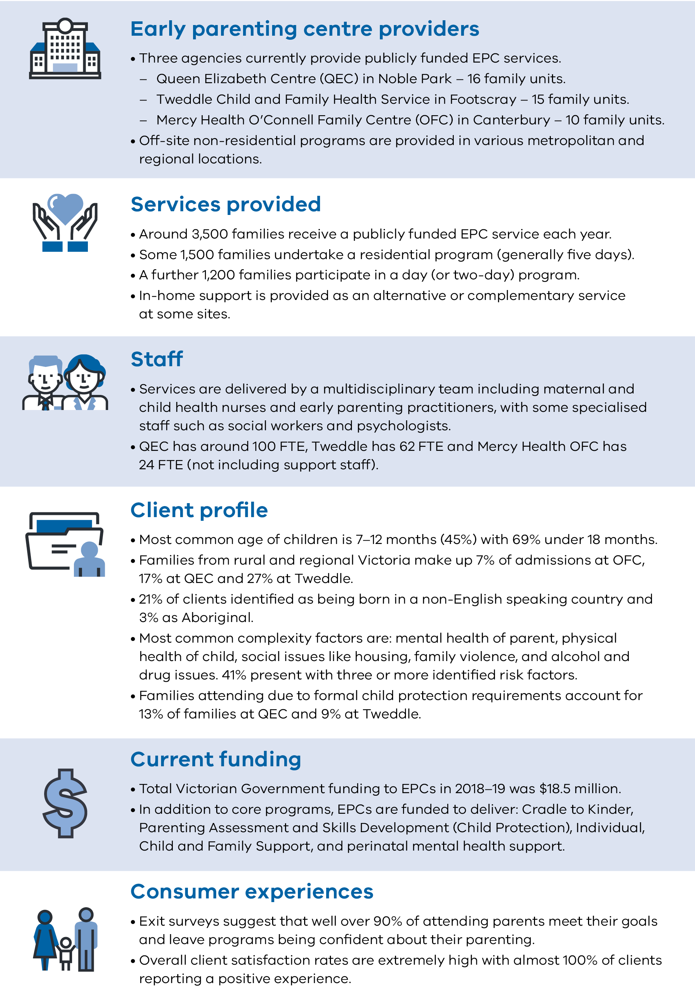 Early parenting centre providers
• Three agencies currently provide publicly funded EPC services.
– Queen Elizabeth Centre (QEC) in Noble Park – 16 family units.
– Tweddle Child and Family Health Service in Footscray – 15 family units.
– Mercy Health O’Connell Family Centre (OFC) in Canterbury – 10 family units.
• Off-site non-residential programs are provided in various metropolitan and
regional locations.
Services provided
• Around 3,500 families receive a publicly funded EPC service each year.
• Some 1,500 families undertake a residential program (generally five days).
• A further 1,200 families participate in a day (or two-day) program.
• In-home support is provided as an alternative or complementary service
at some sites.
Staff
• Services are delivered by a multidisciplinary team including maternal and
child health nurses and early parenting practitioners, with some specialised
staff such as social workers and psychologists.
• QEC has around 100 FTE, Tweddle has 62 FTE and Mercy Health OFC has
24 FTE (not including support staff).
Client profile
• Most common age of children is 7–12 months (45%) with 69% under 18 months.
• Families from rural and regional Victoria make up 7% of admissions at OFC,
17% at QEC and 27% at Tweddle.
• 21% of clients identified as being born in a non-English speaking country and
3% as Aboriginal.
• Most common complexity factors are: mental health of parent, physical
health of child, social issues like housing, family violence, and alcohol and
drug issues. 41% present with three or more identified risk factors.
• Families attending due to formal child protection requirements account for
13% of families at QEC and 9% at Tweddle.
Current funding
• Total Victorian Government funding to EPCs in 2018–19 was $18.5 million.
• In addition to core programs, EPCs are funded to deliver: Cradle to Kinder,
Parenting Assessment and Skills Development (Child Protection), Individual,
Child and Family Support, and perinatal mental health support.
Consumer experiences
• Exit surveys suggest that well over 90% of attending parents meet their goals
and leave programs being confident about their parenting.
• Overall client satisfaction rates are extremely high with almost 100% of clients
reporting a positive experience.